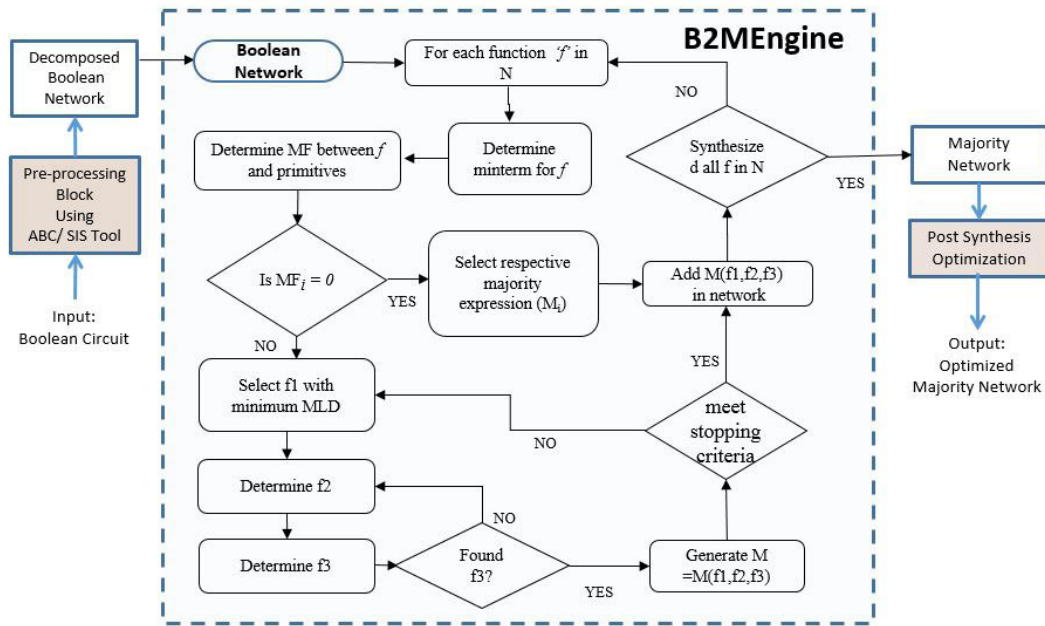 B2MEngine
Decomposed
Boolean
Network
Boolean
Network
For each function 'f' in
N
NO
Pre-processing
Block
Using
ABC/ SIS Tool
Input:
Boolean Circuit
Determine MF between f
and primitives
Determine
minterm for f
Synthesize
d all f in N
YES
Majority
Network
Post Synthesis
Optimization
Output:
Optimized
Majority Network
Is MFi = 0
YES
Select respective
majority
expression (Mi)
Add M(f1,f2,f3)
in network
NO
YES
Select f1 with
minimum MLD
meet
stopping
criteria
NO
Determine f2
NO
Determine f3
Found
f3?
YES
Generate M
=M(f1,f2,f3)